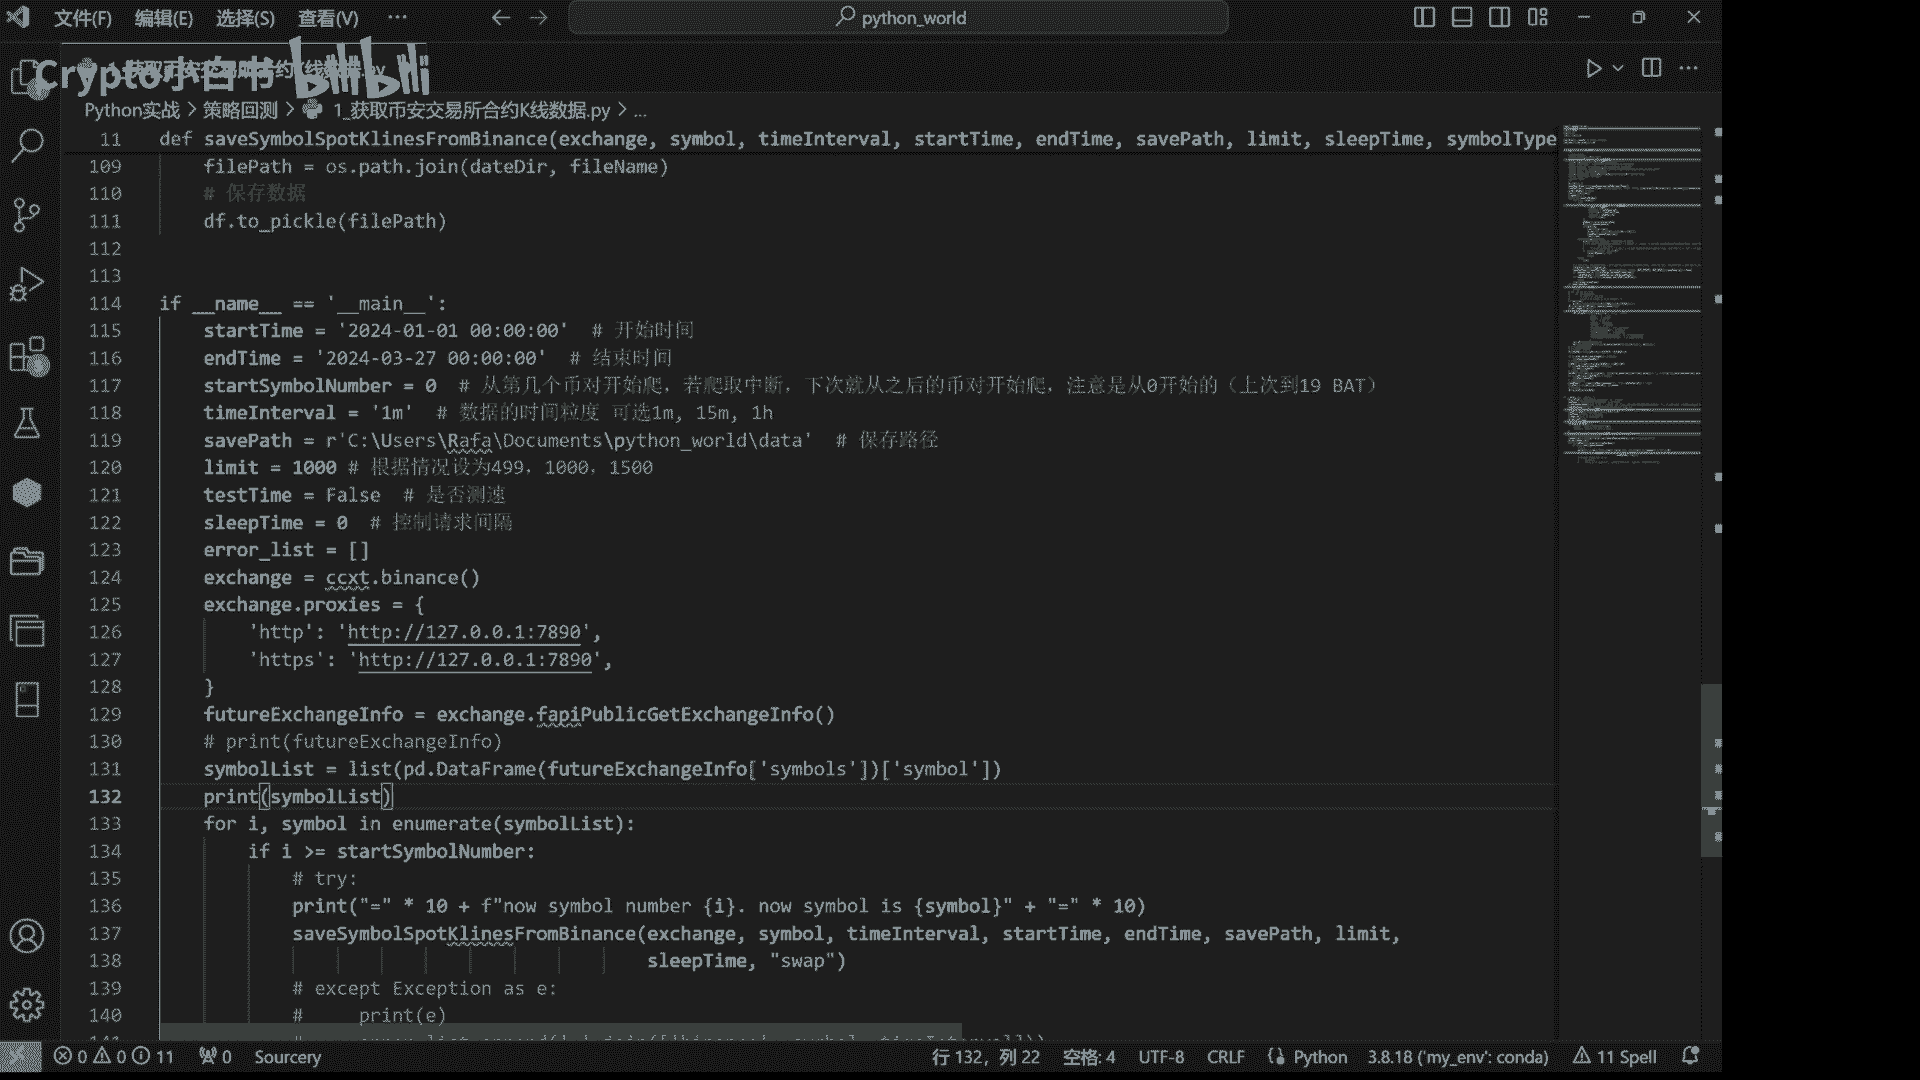 文件(F) 编辑(E) 选择(S) 查看(V) ··· python_world
Crypto小白书 bilibili
Python实战 > 策略回测 > 1_获取币安交易所合约K线数据.py > ...
11 def saveSymbolSpotKlinesFromBinance(exchange, symbol, timeInterval, startTime, endTime, savePath, limit, sleepTime, symbolType
109 filePath = os.path.join(dateDir, fileName)
110 # 保存数据
111 df.to_pickle(filePath)
112
113
114 if __name__ == '__main__':
115 startTime = '2024-01-01 00:00:00' # 开始时间
116 endTime = '2024-03-27 00:00:00' # 结束时间
117 startSymbolNumber = 0 # 从第几个币对开始爬，若爬取中断，下次就从之后的币对开始爬，注意是从0开始的（上次到19 BAT）
118 timeInterval = '1m' # 数据的时间粒度 可选1m, 15m, 1h
119 savePath = r'C:\Users\Rafa\Documents\python_world\data' # 保存路径
120 limit = 1000 # 根据情况设为499，1000，1500
121 testTime = False # 是否测速
122 sleepTime = 0 # 控制请求间隔
123 error_list = []
124 exchange = ccxt.binance()
125 exchange.proxies = {
126 'http': 'http://127.0.0.1:7890',
127 'https': 'http://127.0.0.1:7890',
128 }
129 futureExchangeInfo = exchange.fapiPublicGetExchangeInfo()
130 # print(futureExchangeInfo)
131 symbolList = list(pd.DataFrame(futureExchangeInfo['symbols'])['symbol'])
132 print(symbolList)
133 for i, symbol in enumerate(symbolList):
134 if i >= startSymbolNumber:
135 # try:
136 print("=" * 10 + f"now symbol number {i}. now symbol is {symbol}" + "=" * 10)
137 saveSymbolSpotKlinesFromBinance(exchange, symbol, timeInterval, startTime, endTime, savePath, limit,
138 sleepTime, "swap")
139 # except Exception as e:
140 # print(e)
0 0 11 0 Sourcery 行 132，列 22 空格: 4 UTF-8 CRLF Python 3.8.18 ('my_env': conda) 11 Spell